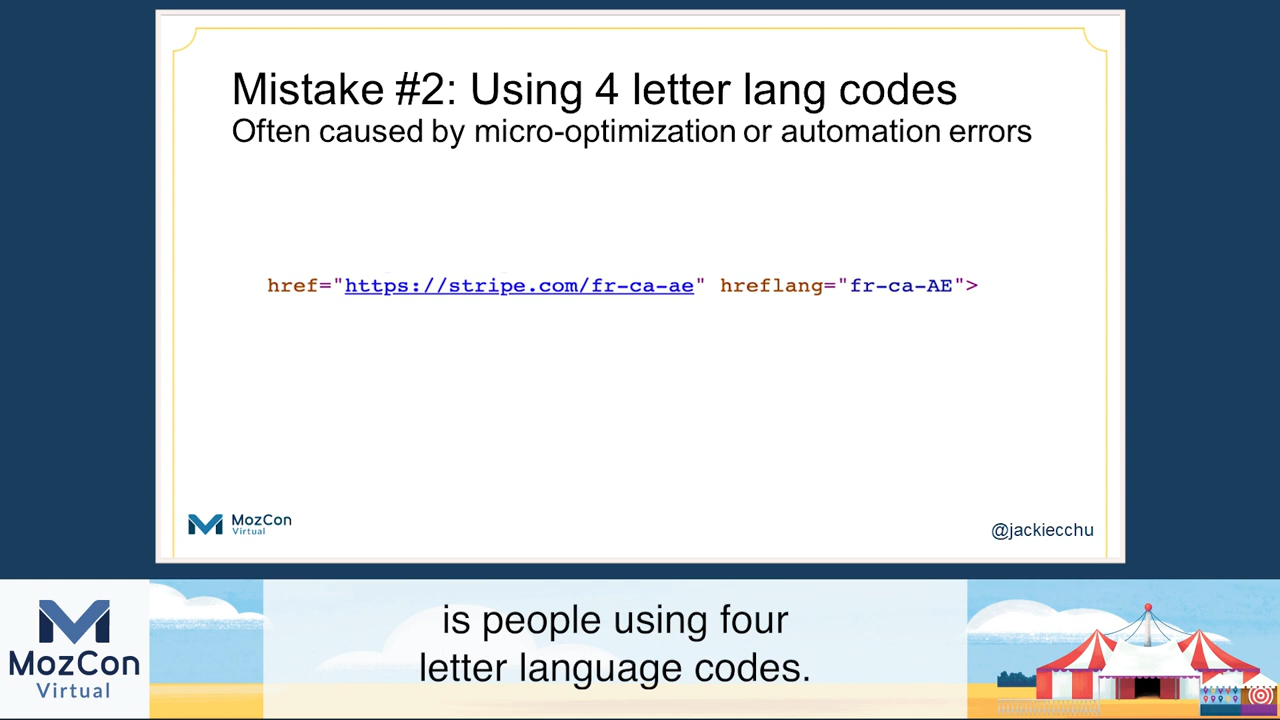 Mistake #2: Using 4 letter lang codes
Often caused by micro-optimization or automation errors
href="https://stripe.com/fr-ca-ae" hreflang="fr-ca-AE">
MozCon
Virtual
@jackiecchu
is people using four
letter language codes.
MozCon
Virtual